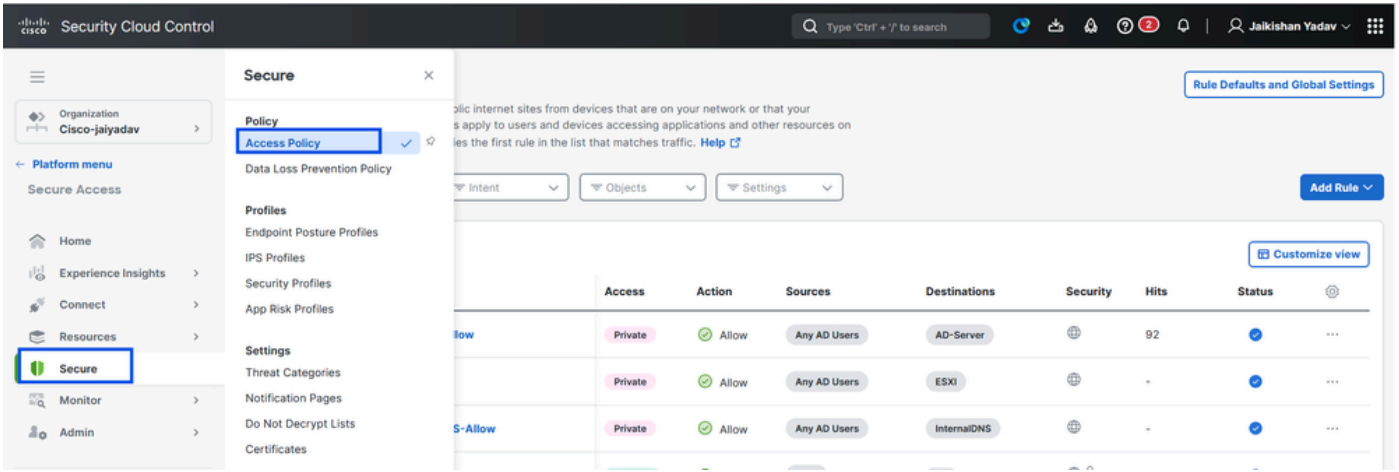 cisco Security Cloud Control
Type 'Ctrl' + '/' to search
2
Jaikishan Yadav
Organization
Cisco-jaiyadav
Platform menu
Secure Access
Home
Experience Insights
Connect
Resources
Secure
Monitor
Admin
Secure
Policy
Access Policy
Data Loss Prevention Policy
Profiles
Endpoint Posture Profiles
IPS Profiles
Security Profiles
App Risk Profiles
Settings
Threat Categories
Notification Pages
Do Not Decrypt Lists
Certificates
Rule Defaults and Global Settings
olic internet sites from devices that are on your network or that your
s apply to users and devices accessing applications and other resources on
ies the first rule in the list that matches traffic. Help
Intent Objects Settings
Add Rule
Customize view
Access Action Sources Destinations Security Hits Status
low Private Allow Any AD Users AD-Server 92 ...
Private Allow Any AD Users ESXI - ...
S-Allow Private Allow Any AD Users InternalDNS - ...